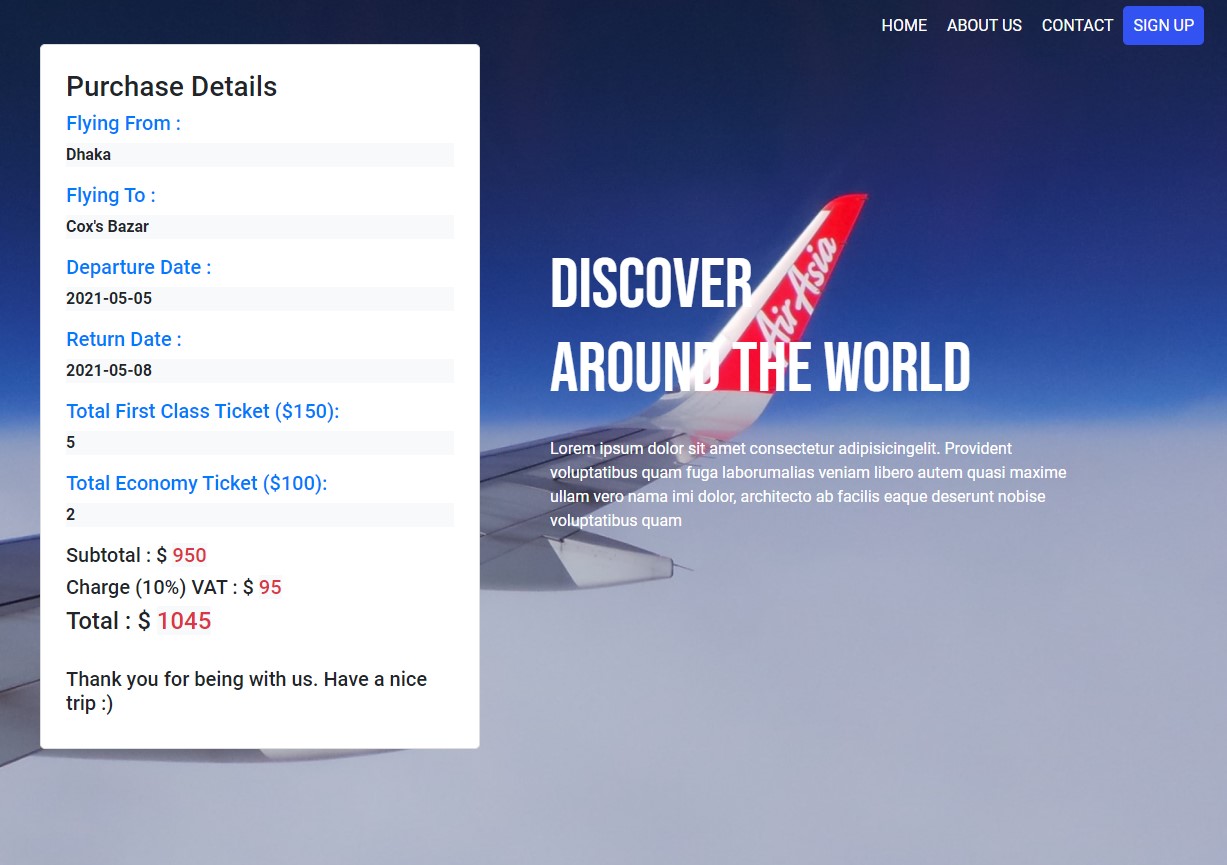 HOME ABOUT US CONTACT SIGN UP
Purchase Details
Flying From :
Dhaka
Flying To :
Cox's Bazar
Departure Date :
2021-05-05
Return Date :
2021-05-08
Total First Class Ticket ($150):
5
Total Economy Ticket ($100):
2
Subtotal : $ 950
Charge (10%) VAT : $ 95
Total : $ 1045
Thank you for being with us. Have a nice
trip :)
DISCOVER
AROUND THE WORLD
Lorem ipsum dolor sit amet consectetur adipisicingelit. Provident
voluptatibus quam fuga laborumalias veniam libero autem quasi maxime
ullam vero nama imi dolor, architecto ab facilis eaque deserunt nobise
voluptatibus quam
AirAsia